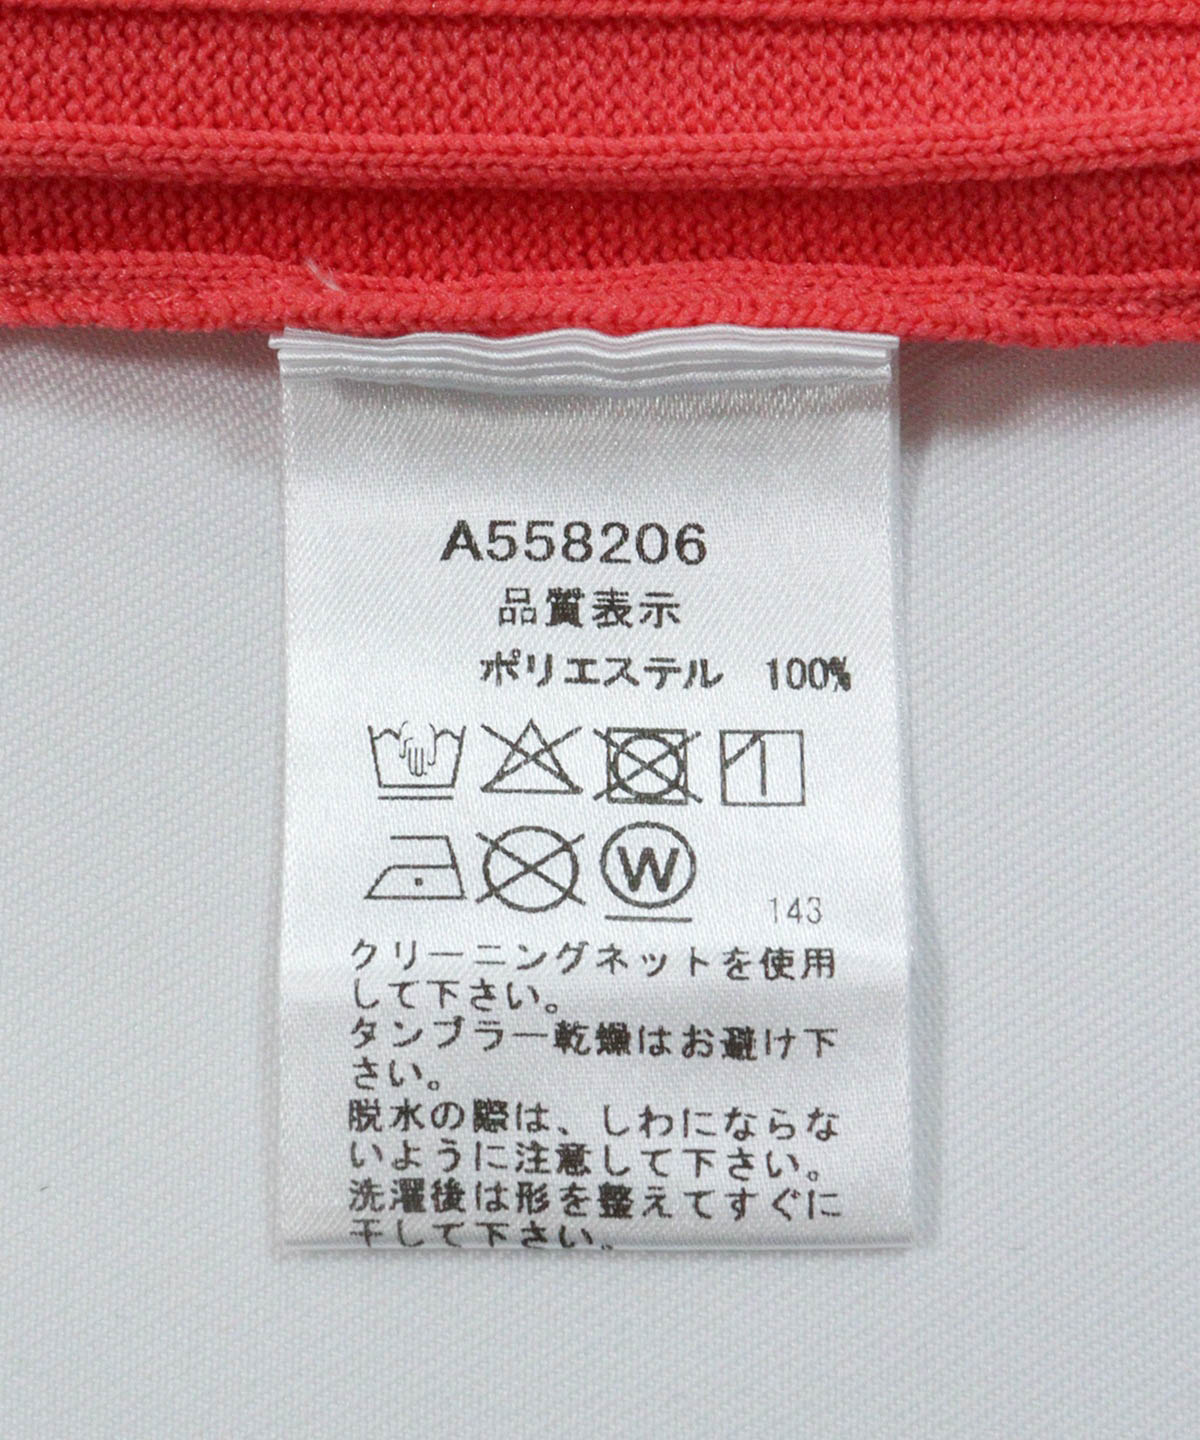 A558206
品質表示
ポリエステル 100%
W
143
クリーニングネットを使用
して下さい。
タンブラー乾燥はお避け下
さい。
脱水の際は、しわにならな
いように注意して下さい。
洗濯後は形を整えてすぐに
干して下さい。